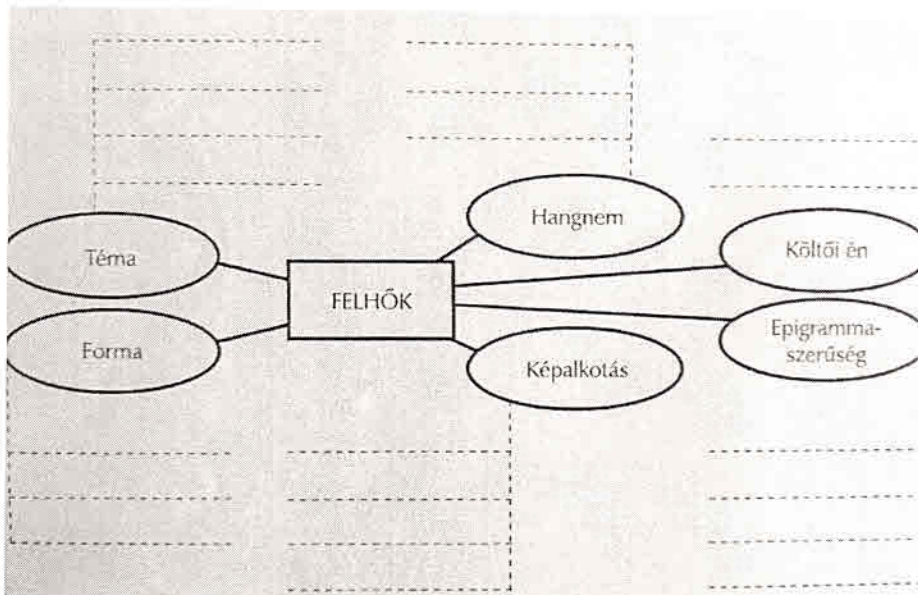 Hangnem
Téma
Költői én
FELHŐK
Forma
Képalkotás
Epigramma-
szerűség